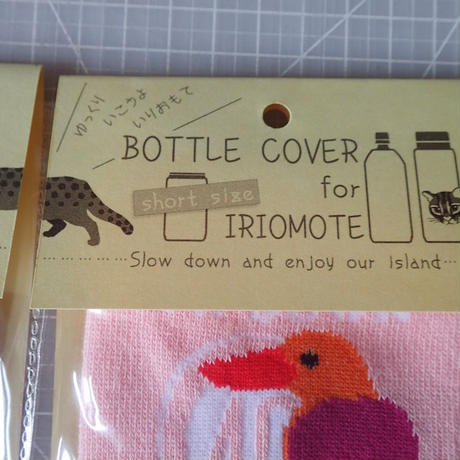 ゆっくり
いこうよ
いりおもて
BOTTLE COVER
short size
for
IRIOMOTE
Slow down and enjoy our island